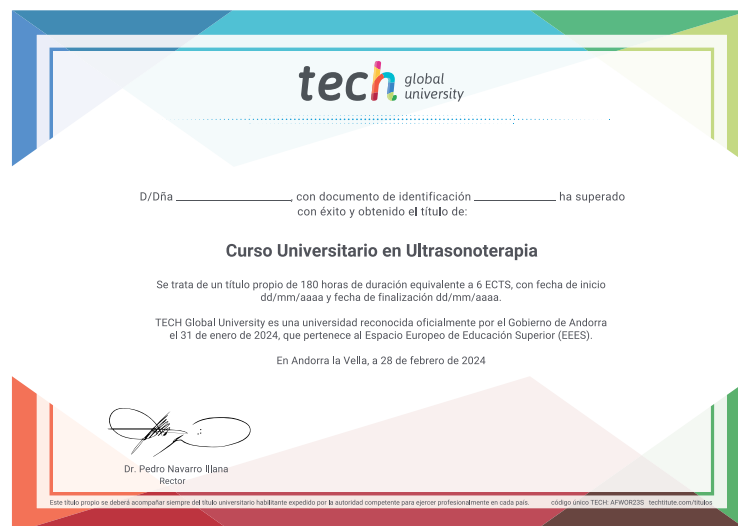 tech global university
D/Dña ____________________, con documento de identificación ______________ ha superado
con éxito y obtenido el título de:
Curso Universitario en Ultrasonoterapia
Se trata de un título propio de 180 horas de duración equivalente a 6 ECTS, con fecha de inicio
dd/mm/aaaa y fecha de finalización dd/mm/aaaa.
TECH Global University es una universidad reconocida oficialmente por el Gobierno de Andorra
el 31 de enero de 2024, que pertenece al Espacio Europeo de Educación Superior (EEES).
En Andorra la Vella, a 28 de febrero de 2024
Dr. Pedro Navarro Illana
Rector
Este título propio se deberá acompañar siempre del título universitario habilitante expedido por la autoridad competente para ejercer profesionalmente en cada país. código único TECH: AFWOR23S techtitute.com/titulos